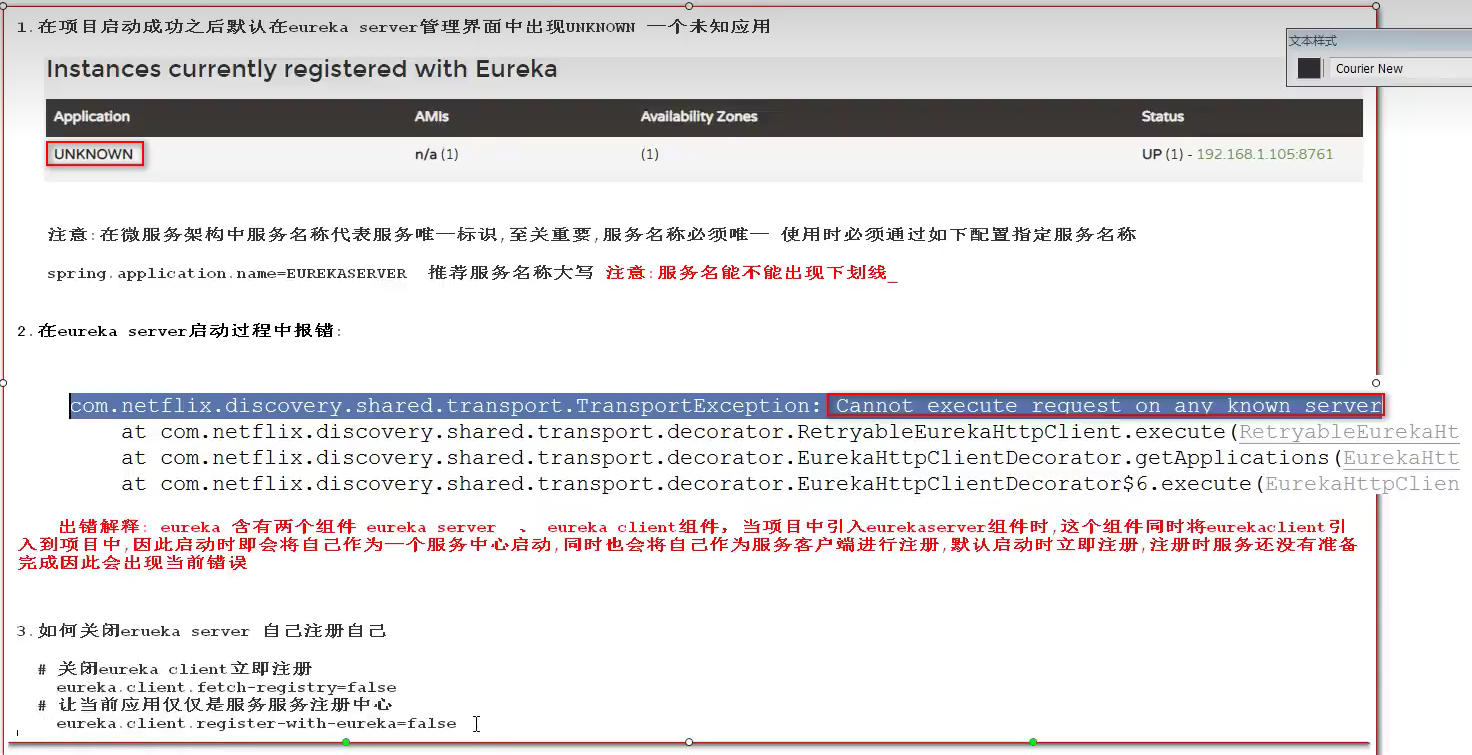 1.在项目启动成功之后默认在eureka server管理界面中出现UNKNOWN 一个未知应用
文本样式
Courier New
Instances currently registered with Eureka
Application AMIs Availability Zones Status
UNKNOWN n/a (1) (1) UP (1) - 192.168.1.105:8761
注意:在微服务架构中服务名称代表服务唯一标识,至关重要,服务名称必须唯一 使用时必须通过如下配置指定服务名称
spring.application.name=EUREKASERVER 推荐服务名称大写 注意:服务名能不能出现下划线_
2.在eureka server启动过程中报错:
com.netflix.discovery.shared.transport.TransportException: Cannot execute request on any known server
at com.netflix.discovery.shared.transport.decorator.RetryableEurekaHttpClient.execute(RetryableEurekaHt
at com.netflix.discovery.shared.transport.decorator.EurekaHttpClientDecorator.getApplications(EurekaHtt
at com.netflix.discovery.shared.transport.decorator.EurekaHttpClientDecorator$6.execute(EurekaHttpClien
出错解释: eureka 含有两个组件 eureka server 、 eureka client组件, 当项目中引入eurekaserver组件时,这个组件同时将eurekaclient引
入到项目中,因此启动时即会将自己作为一个服务中心启动,同时也会将自己作为服务客户端进行注册,默认启动时立即注册,注册时服务还没有准备
完成因此会出现当前错误
3.如何关闭erueka server 自己注册自己
# 关闭eureka client立即注册
eureka.client.fetch-registry=false
# 让当前应用仅仅是服务服务注册中心
eureka.client.register-with-eureka=false